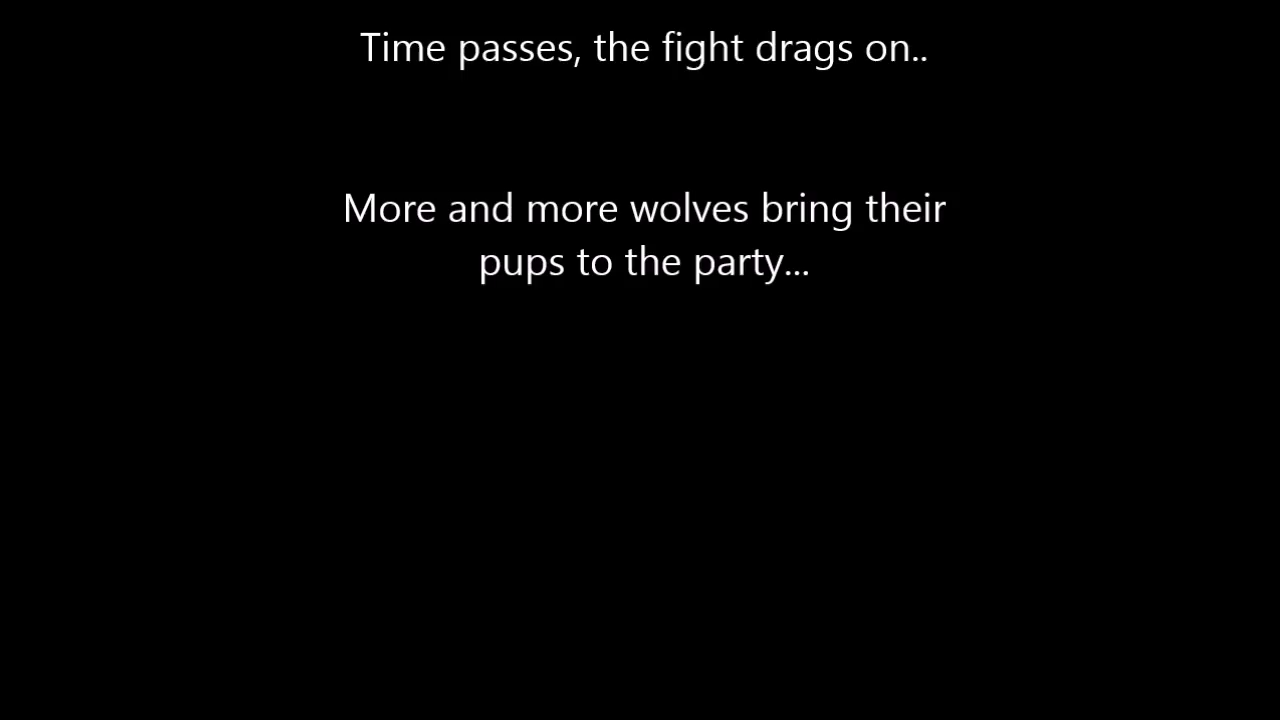 Time passes, the fight drags on..
More and more wolves bring their
pups to the party...